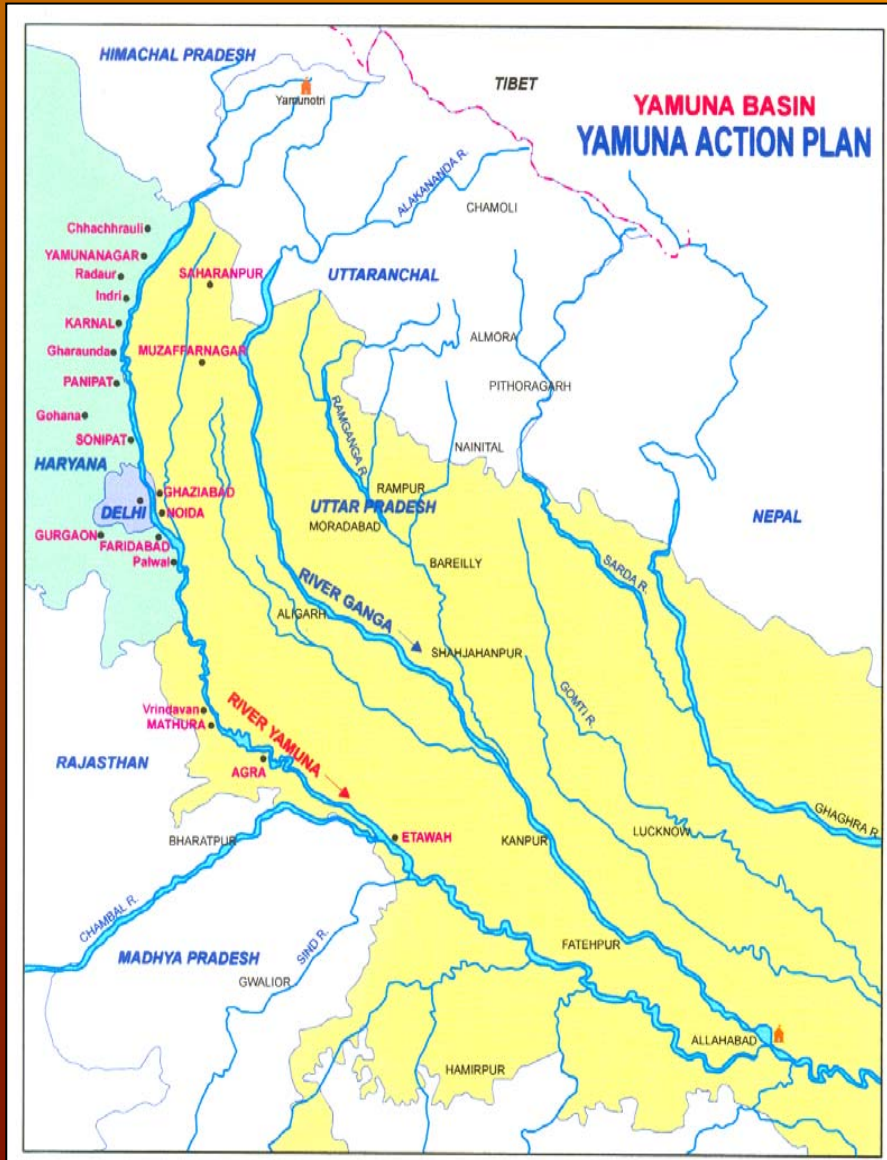 HIMACHAL PRADESH
TIBET
Yamunotri
YAMUNA BASIN
YAMUNA ACTION PLAN
ALAKANANDA R.
CHAMOLI
Chhachhrauli
YAMUNANAGAR
Radaur
SAHARANPUR
UTTARANCHAL
Indri
KARNAL
ALMORA
Gharaunda
MUZAFFARNAGAR
PANIPAT
PITHORAGARH
Gohana
RAMGANGA R.
SONIPAT
NAINITAL
HARYANA
GHAZIABAD
RAMPUR
DELHI
NOIDA
UTTAR PRADESH
NEPAL
MORADABAD
GURGAON
FARIDABAD
Palwal
BAREILLY
SARDA R.
RIVER GANGA
ALIGARH
SHAHJAHANPUR
GOMTI R.
Vrindavan
MATHURA
RIVER YAMUNA
RAJASTHAN
AGRA
GHAGHRA R.
BHARATPUR
ETAWAH
KANPUR
LUCKNOW
CHAMBAL R.
SIND R.
FATEHPUR
MADHYA PRADESH
GWALIOR
ALLAHABAD
HAMIRPUR